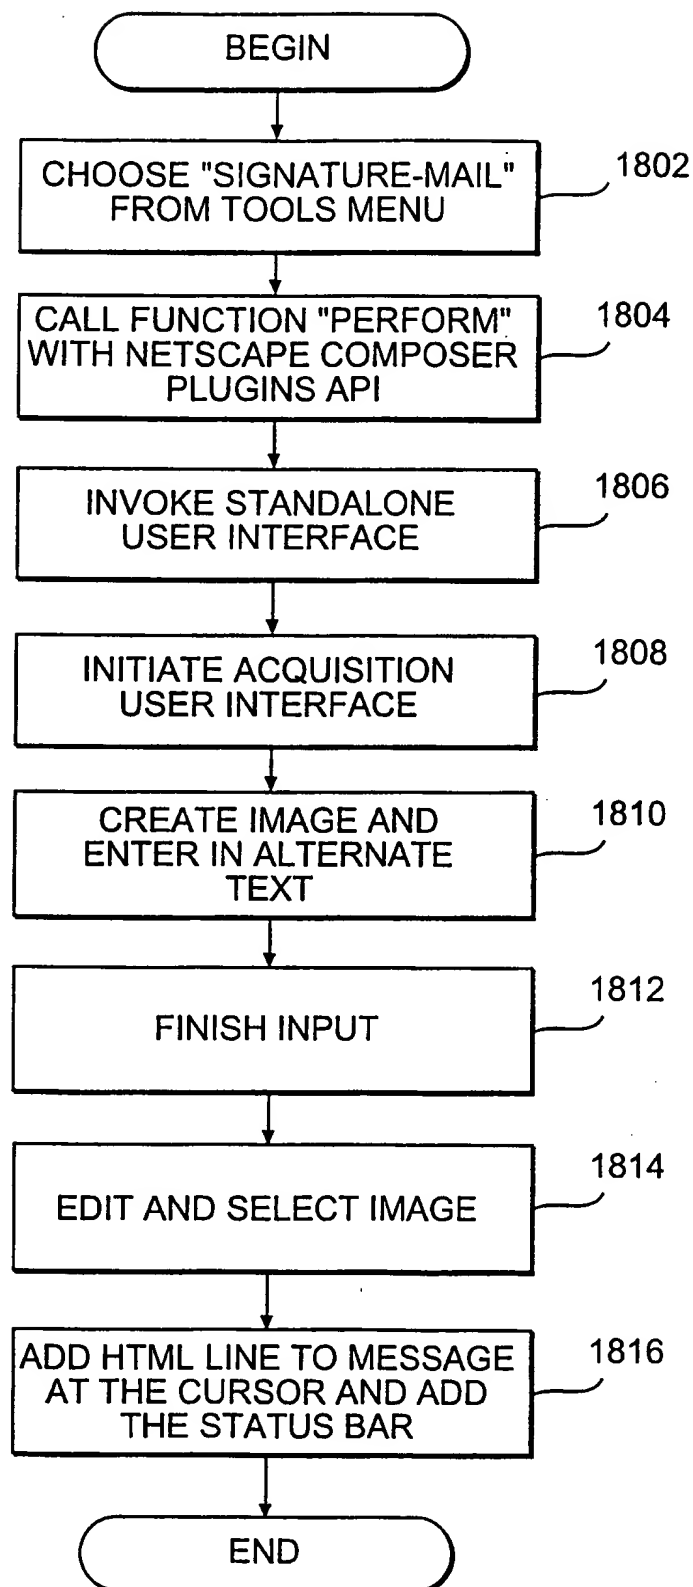 BEGIN
CHOOSE "SIGNATURE-MAIL"
FROM TOOLS MENU
1802
CALL FUNCTION "PERFORM"
WITH NETSCAPE COMPOSER
PLUGINS API
1804
INVOKE STANDALONE
USER INTERFACE
1806
INITIATE ACQUISITION
USER INTERFACE
1808
CREATE IMAGE AND
ENTER IN ALTERNATE
TEXT
1810
FINISH INPUT
1812
EDIT AND SELECT IMAGE
1814
ADD HTML LINE TO MESSAGE
AT THE CURSOR AND ADD
THE STATUS BAR
1816
END